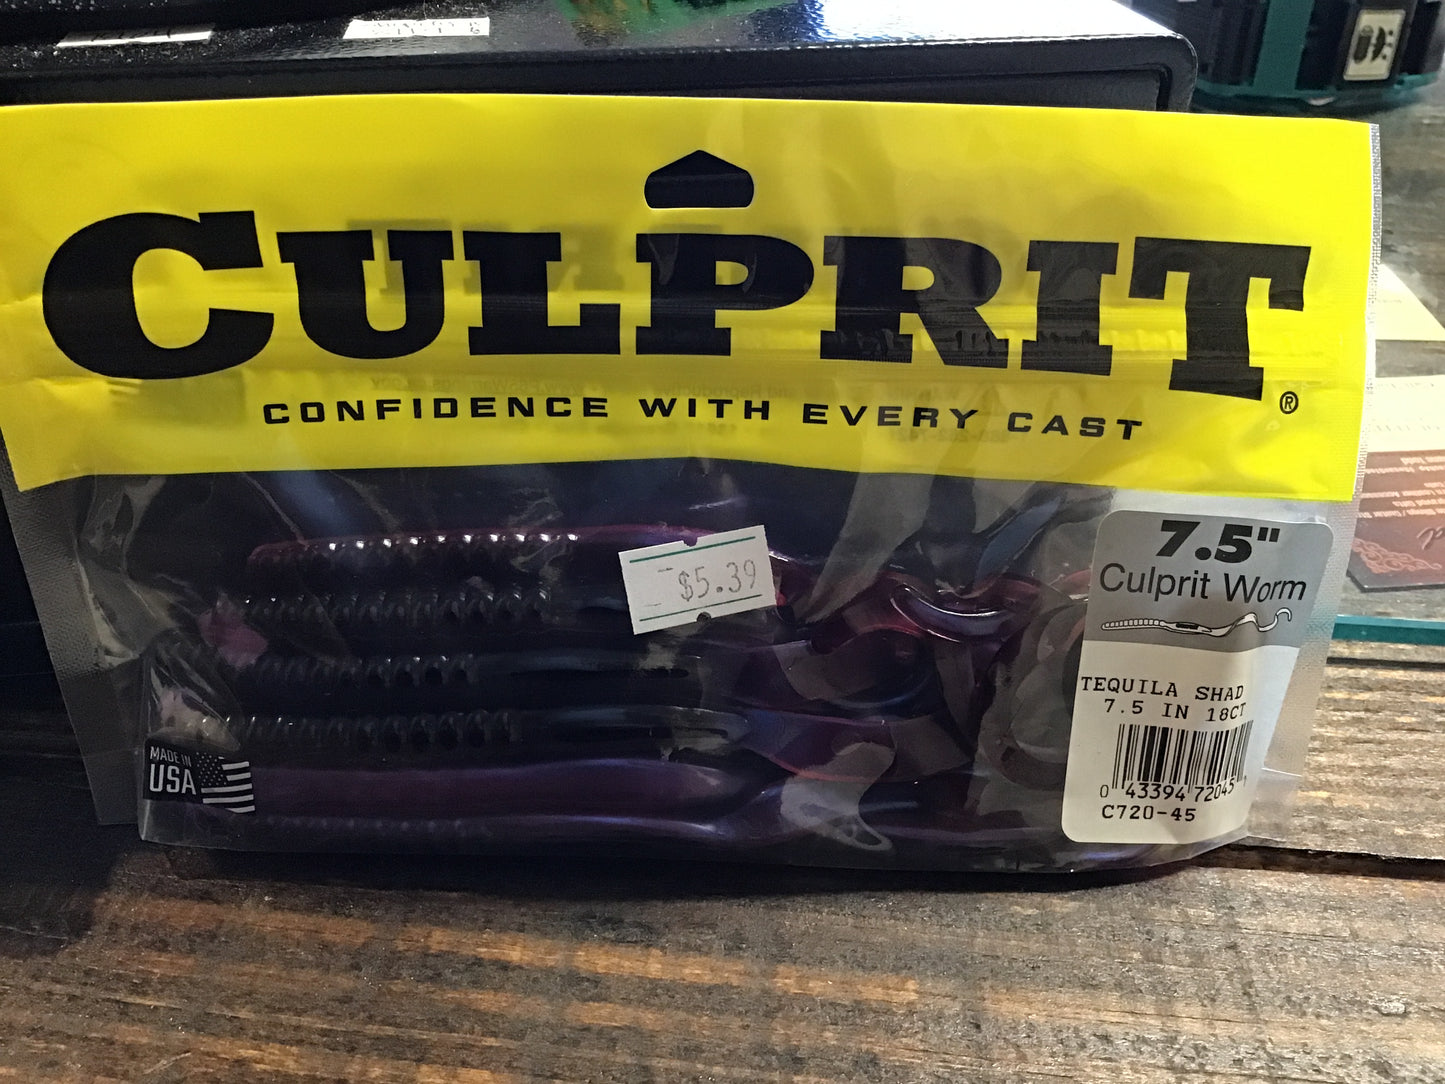 CULPRIT®
CONFIDENCE WITH EVERY CAST
$5.39
7.5"
Culprit Worm
TEQUILA SHAD
7.5 IN 18CT
0 43394 72045 1
C720-45
MADE IN
USA